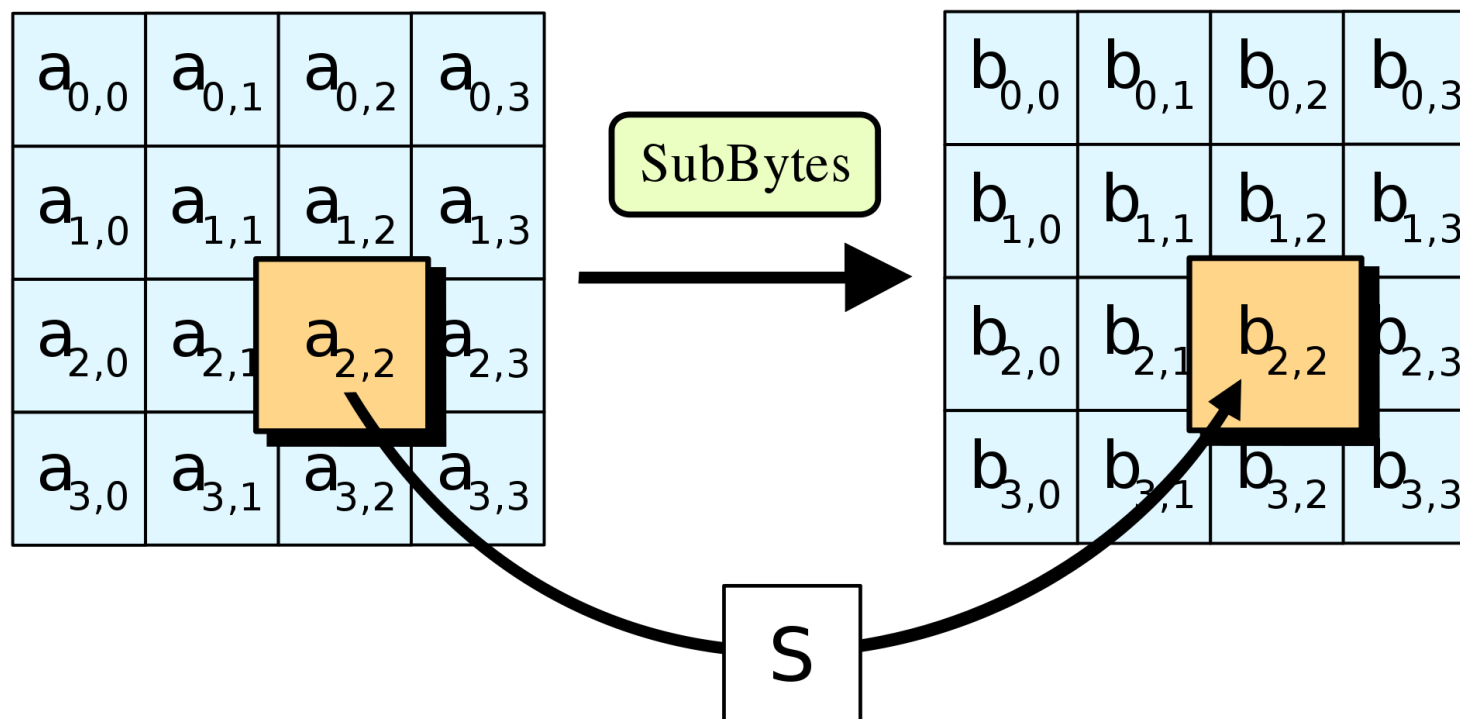 a0,0 a0,1 a0,2 a0,3 b0,0 b0,1 b0,2 b0,3
SubBytes
a1,0 a1,1 a1,2 a1,3 b1,0 b1,1 b1,2 b1,3
a2,0 a2,1 a2,2 a2,3 b2,0 b2,1 b2,2 b2,3
a3,0 a3,1 a3,2 a3,3 b3,0 b3,1 b3,2 b3,3
S